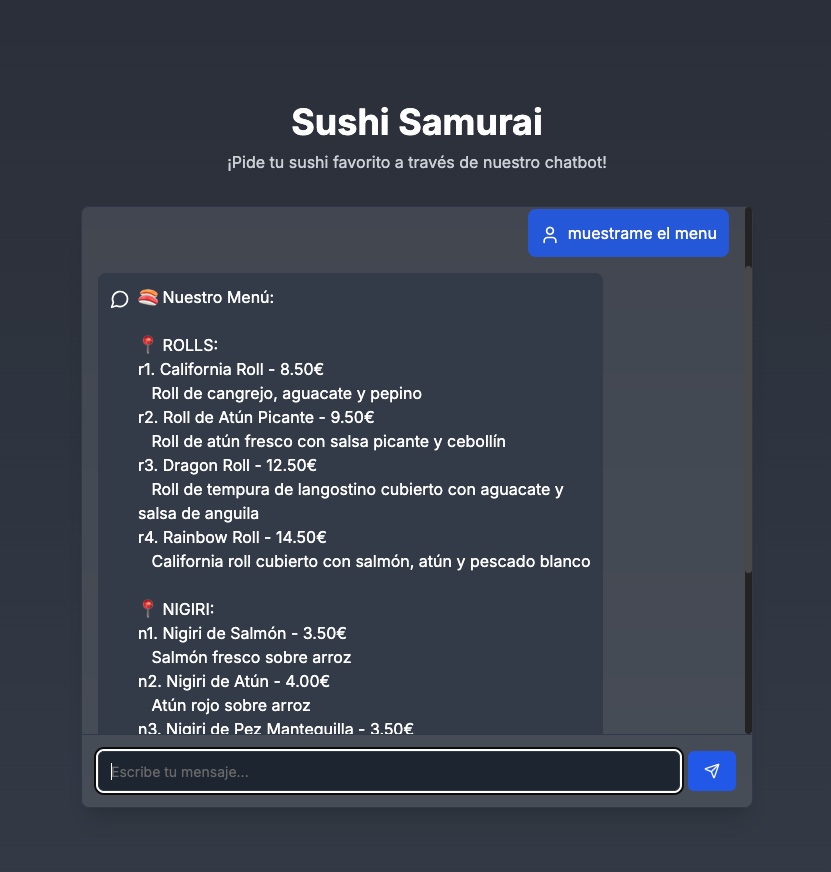 Sushi Samurai
¡Pide tu sushi favorito a través de nuestro chatbot!
muestrame el menu
🍣 Nuestro Menú:
📍 ROLLS:
r1. California Roll - 8.50€
Roll de cangrejo, aguacate y pepino
r2. Roll de Atún Picante - 9.50€
Roll de atún fresco con salsa picante y cebollín
r3. Dragon Roll - 12.50€
Roll de tempura de langostino cubierto con aguacate y
salsa de anguila
r4. Rainbow Roll - 14.50€
California roll cubierto con salmón, atún y pescado blanco
📍 NIGIRI:
n1. Nigiri de Salmón - 3.50€
Salmón fresco sobre arroz
n2. Nigiri de Atún - 4.00€
Atún rojo sobre arroz
n3. Nigiri de Pez Mantequilla - 3.50€
Escribe tu mensaje...